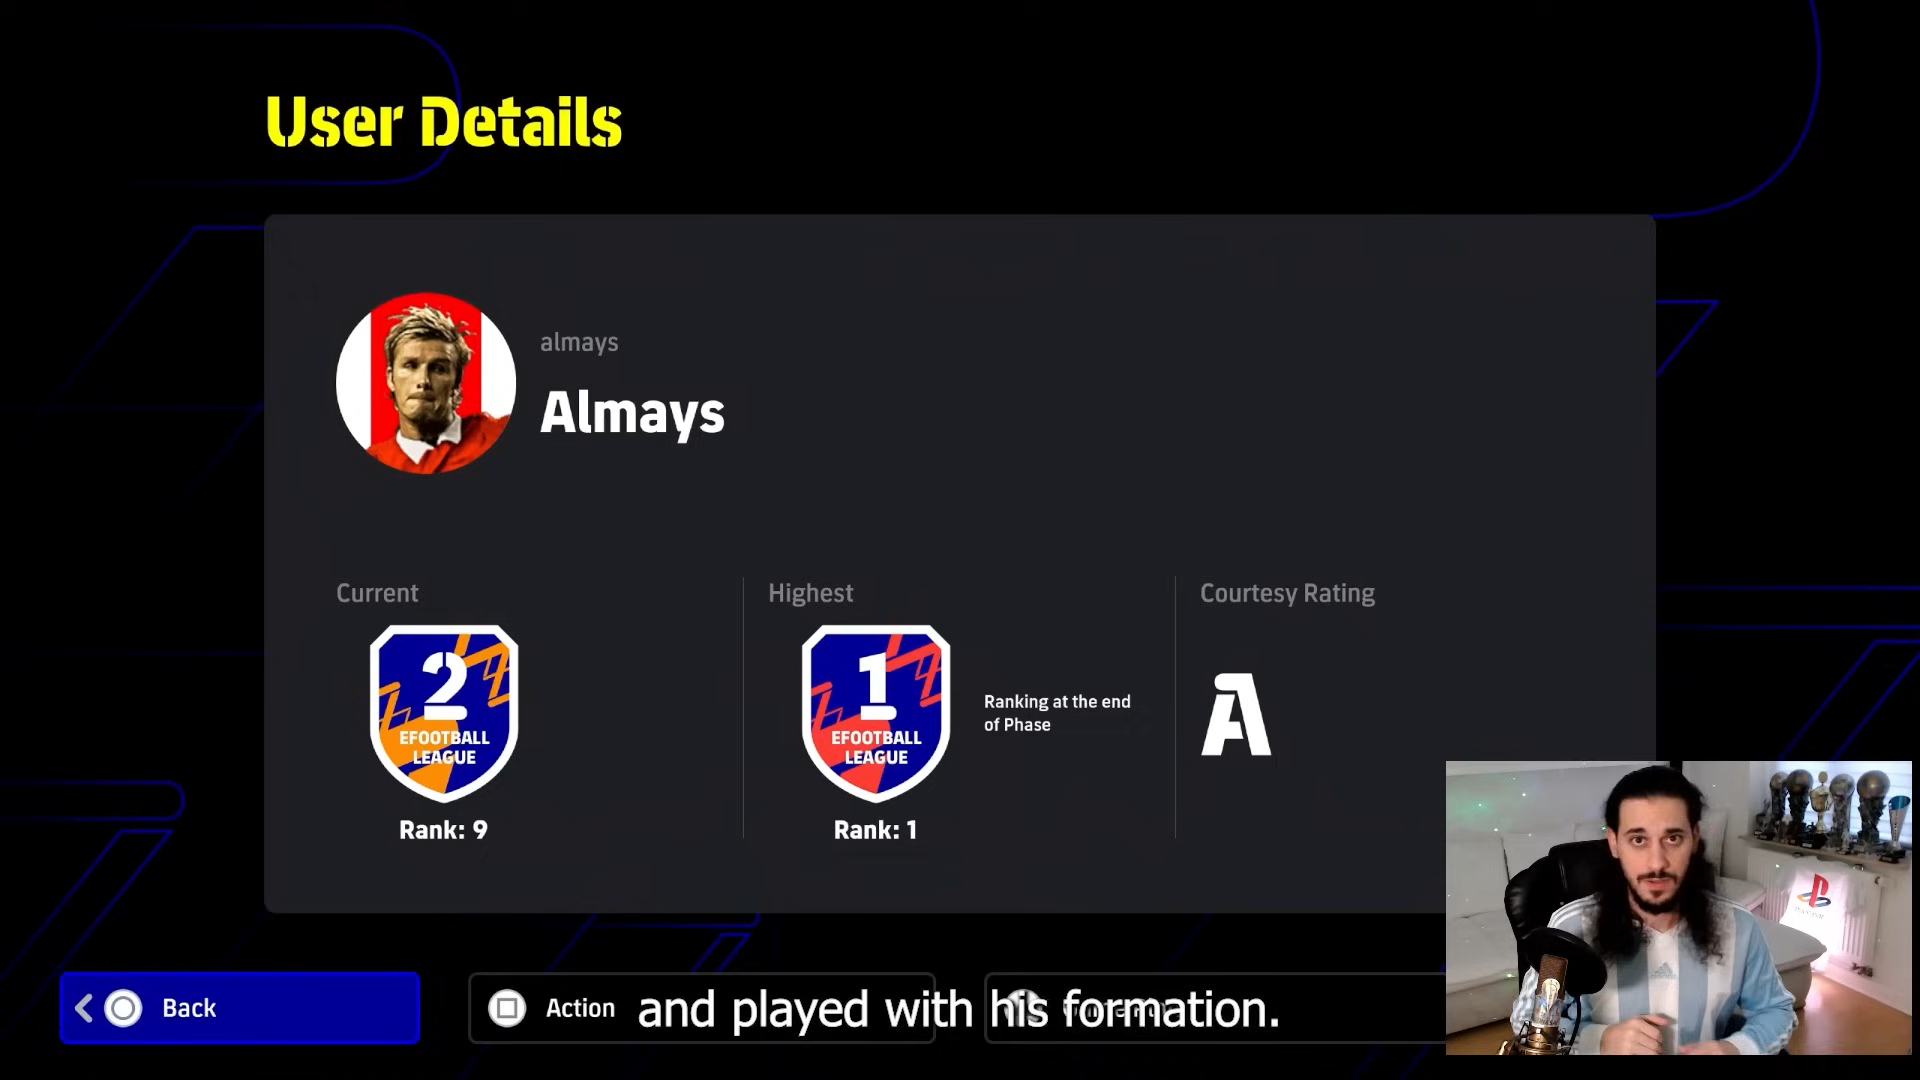 User Details
almays
Almays
Current
Highest
Courtesy Rating
2
EFOOTBALL
LEAGUE
Rank: 9
1
EFOOTBALL
LEAGUE
Rank: 1
Ranking at the end
of Phase
A
Back
Action
and played with his formation.